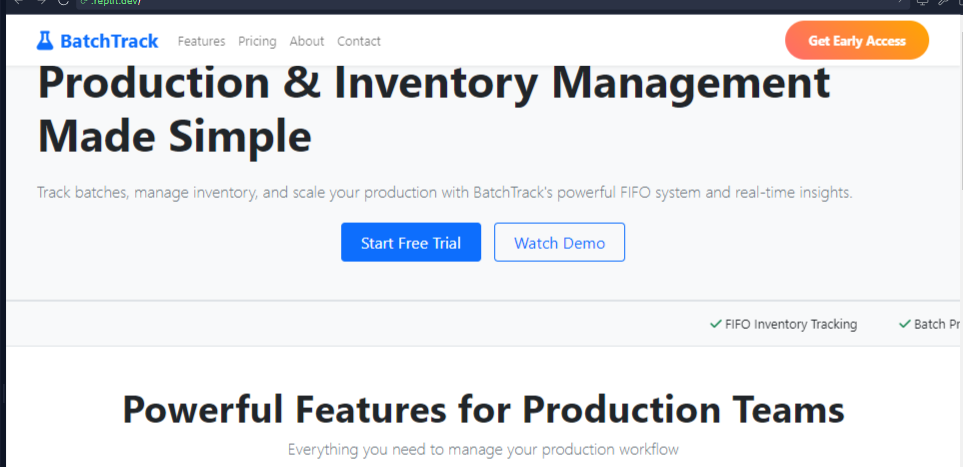 .replit.dev/
BatchTrack Features Pricing About Contact Get Early Access
Production & Inventory Management
Made Simple
Track batches, manage inventory, and scale your production with BatchTrack's powerful FIFO system and real-time insights.
Start Free Trial Watch Demo
FIFO Inventory Tracking Batch Pr
Powerful Features for Production Teams
Everything you need to manage your production workflow